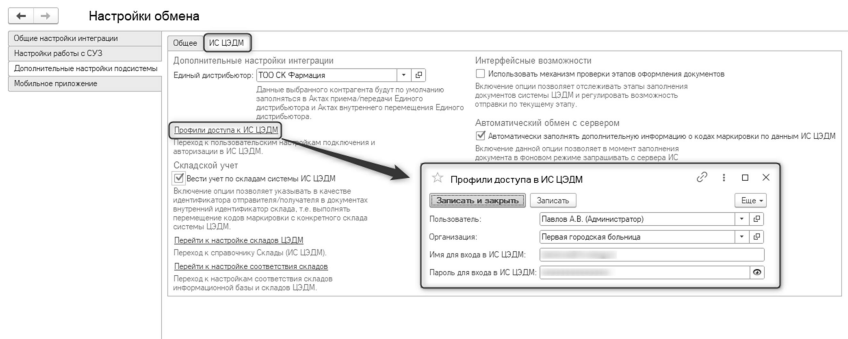 Настройки обмена
Общие настройки интеграции
Настройки работы с СУЗ
Дополнительные настройки подсистемы
Мобильное приложение
Общее
ИС ЦЭДМ
Дополнительные настройки интеграции
Единый дистрибьютор:
ТОО СК Фармация
Данные выбранного контрагента будут по умолчанию
заполняться в Актах приема/передачи Единого
дистрибьютора и Актах внутреннего перемещения Единого
дистрибьютора.
Профили доступа к ИС ЦЭДМ
Переход к пользовательским настройкам подключения и
авторизации в ИС ЦЭДМ.
Складской учет
Вести учет по складам системы ИС ЦЭДМ
Включение опции позволяет указывать в качестве
идентификатора отправителя/получателя в документах
внутренний идентификатор склада, т.е. выполнять
перемещение кодов маркировки с конкретного склада
системы ЦЭДМ.
Перейти к настройке складов ЦЭДМ
Переход к справочнику Склады (ИС ЦЭДМ).
Перейти к настройке соответствия складов
Переход к настройкам соответствия складов
информационной базы и складов ЦЭДМ.
Интерфейсные возможности
Использовать механизм проверки этапов оформления документов
Включение опции позволяет отслеживать этапы заполнения
документов системы ЦЭДМ и регулировать возможность
отправки по текущему этапу.
Автоматический обмен с сервером
Автоматически заполнять дополнительную информацию о кодах маркировки по данным ИС ЦЭДМ
Включение данной опции позволяет в момент заполнения
документа в фоновом режиме запрашивать с сервера ИС
Профили доступа в ИС ЦЭДМ
Записать и закрыть
Записать
Еще
Пользователь:
Павлов А.В. (Администратор)
Организация:
Первая городская больница
Имя для входа в ИС ЦЭДМ:
Пароль для входа в ИС ЦЭДМ: